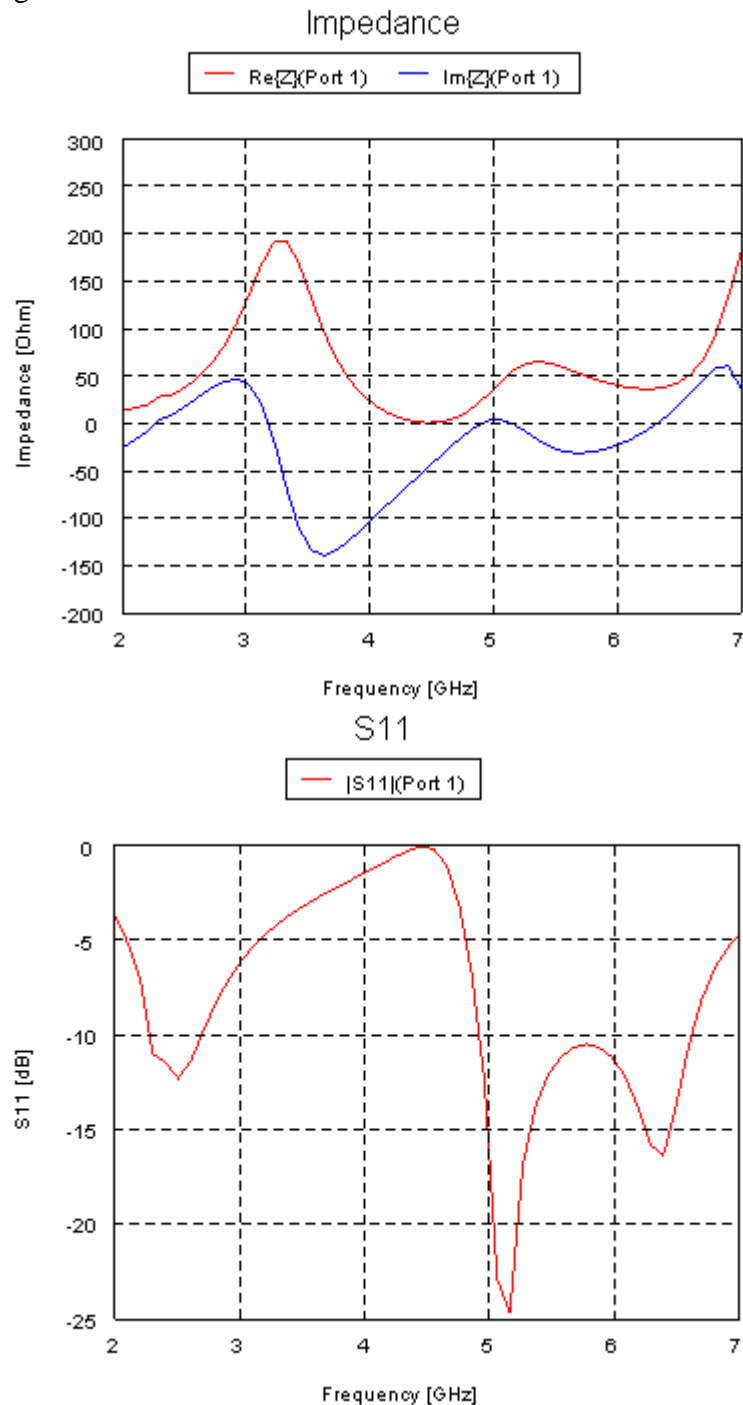 Impedance
Re{Z}(Port 1) Im{Z}(Port 1)
300
250
200
150
100
50
0
-50
-100
-150
-200
Impedance [Ohm]
2 3 4 5 6 7
Frequency [GHz]
S11
|S11|(Port 1)
0
-5
-10
-15
-20
-25
S11 [dB]
2 3 4 5 6 7
Frequency [GHz]